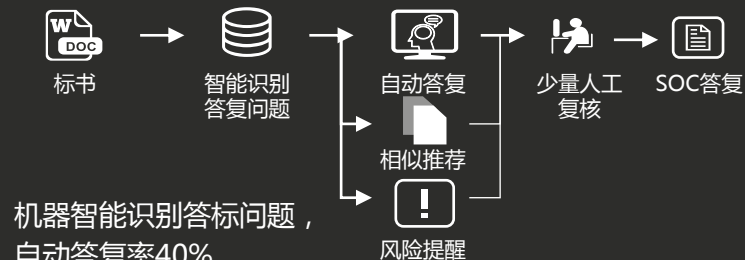 W
DOC
标书
智能识别
答复问题
自动答复
相似推荐
风险提醒
少量人工
复核
SOC答复
机器智能识别答标问题，
自动答复率40%